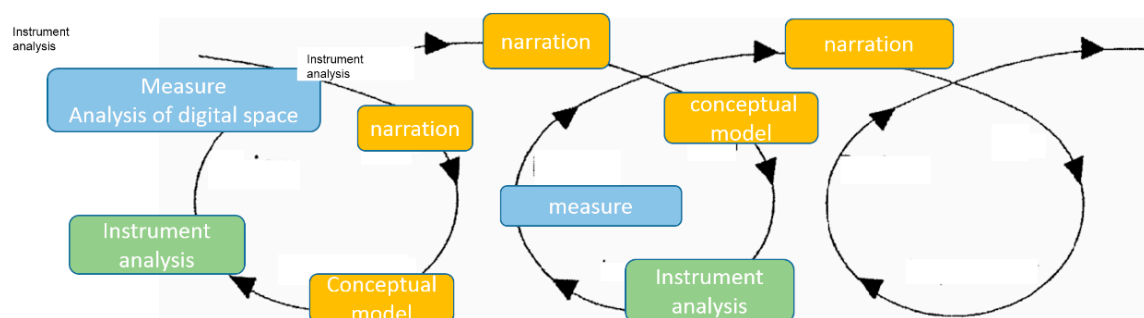 Instrument
analysis
Instrument
analysis
Measure
Analysis of digital space
narration
Instrument
analysis
Conceptual
model
narration
conceptual
model
measure
Instrument
analysis
narration